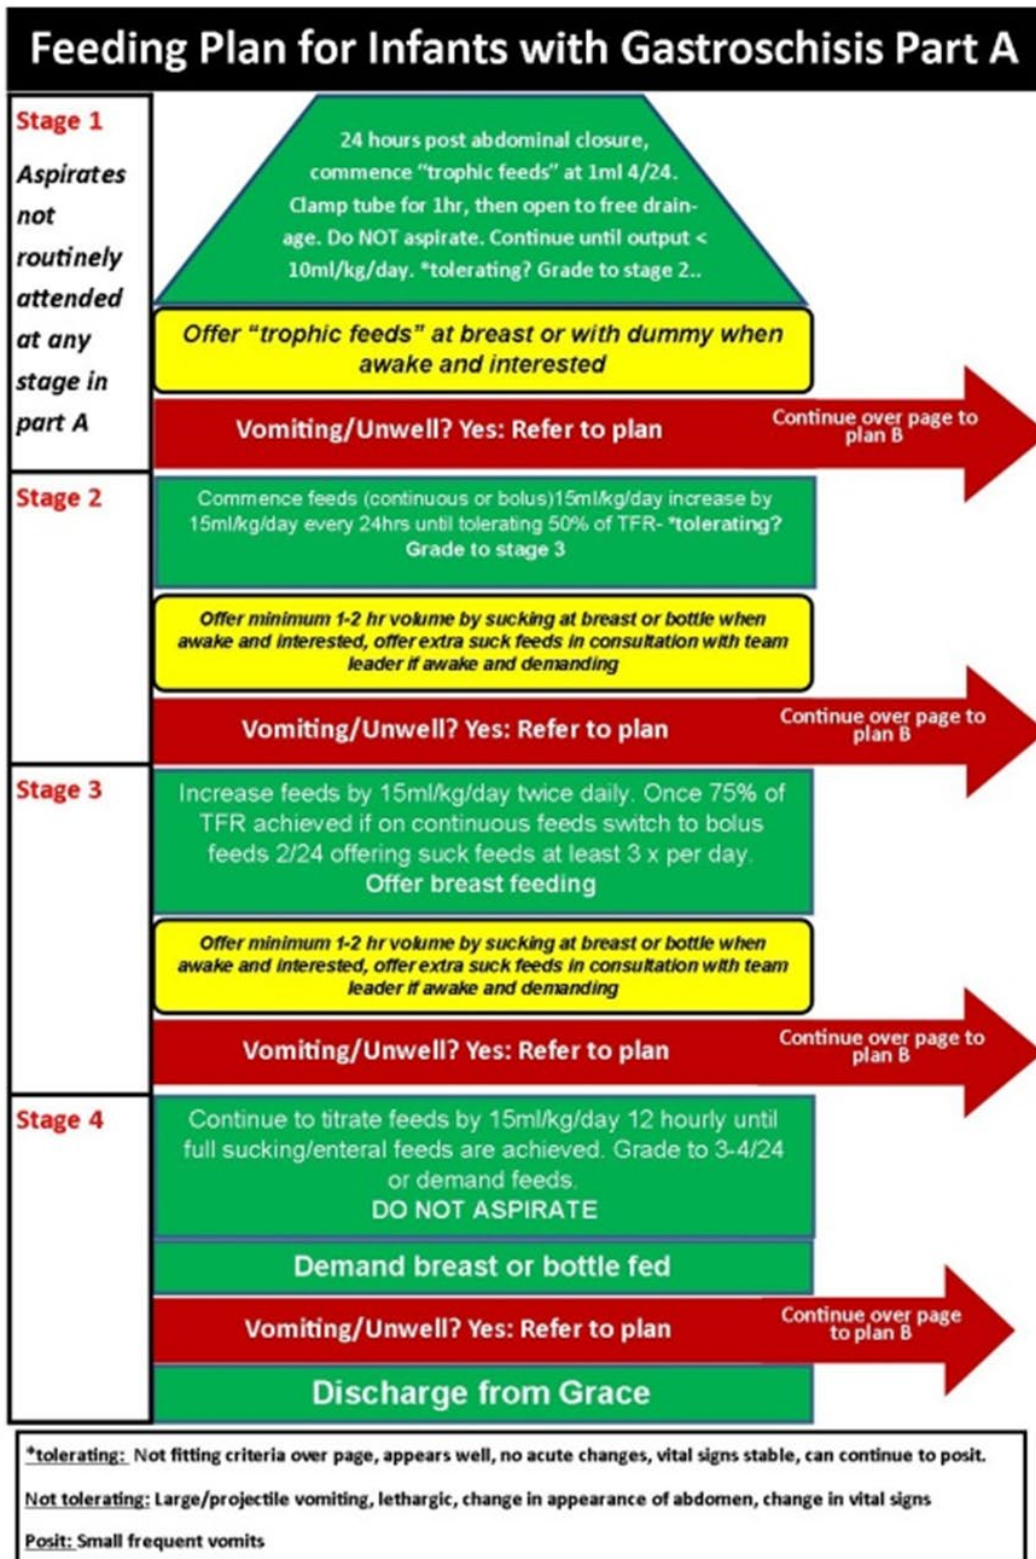 Feeding Plan for Infants with Gastroschisis Part A
Stage 1
Aspirates
not
routinely
attended
at any
stage in
part A
24 hours post abdominal closure,
commence "trophic feeds" at 1ml 4/24.
Clamp tube for 1hr, then open to free drain-
age. Do NOT aspirate. Continue until output <
10ml/kg/day. *tolerating? Grade to stage 2..
Offer "trophic feeds" at breast or with dummy when
awake and interested
Vomiting/Unwell? Yes: Refer to plan
Continue over page to
plan B
Stage 2
Commence feeds (continuous or bolus)15ml/kg/day increase by
15ml/kg/day every 24hrs until tolerating 50% of TFR- *tolerating?
Grade to stage 3
Offer minimum 1-2 hr volume by sucking at breast or bottle when
awake and interested, offer extra suck feeds in consultation with team
leader if awake and demanding
Vomiting/Unwell? Yes: Refer to plan
Continue over page to
plan B
Stage 3
Increase feeds by 15ml/kg/day twice daily. Once 75% of
TFR achieved if on continuous feeds switch to bolus
feeds 2/24 offering suck feeds at least 3 x per day.
Offer breast feeding
Offer minimum 1-2 hr volume by sucking at breast or bottle when
awake and interested, offer extra suck feeds in consultation with team
leader if awake and demanding
Vomiting/Unwell? Yes: Refer to plan
Continue over page to
plan B
Stage 4
Continue to titrate feeds by 15ml/kg/day 12 hourly until
full sucking/enteral feeds are achieved. Grade to 3-4/24
or demand feeds.
DO NOT ASPIRATE
Demand breast or bottle fed
Vomiting/Unwell? Yes: Refer to plan
Continue over page
to plan B
Discharge from Grace
*tolerating: Not fitting criteria over page, appears well, no acute changes, vital signs stable, can continue to posit.
Not tolerating: Large/projectile vomiting, lethargic, change in appearance of abdomen, change in vital signs
Posit: Small frequent vomits